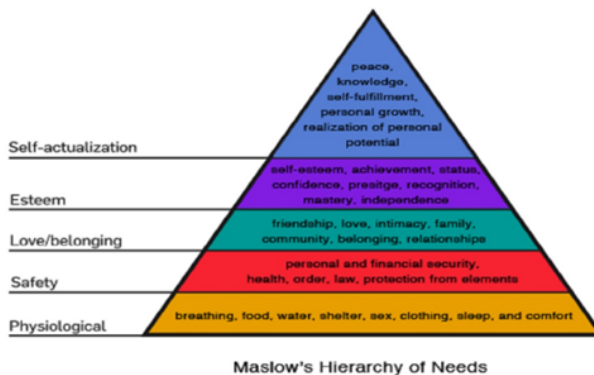 peace,
knowledge,
self-fulfillment,
personal growth,
realization of personal
potential
Self-actualization
self-esteem, achievement, status,
confidence, presitge, recognition,
mastery, independence
Esteem
friendship, love, intimacy, family,
community, belonging, relationships
Love/belonging
personal and financial security,
health, order, law, protection from elements
Safety
breathing, food, water, shelter, sex, clothing, sleep, and comfort
Physiological
Maslow's Hierarchy of Needs